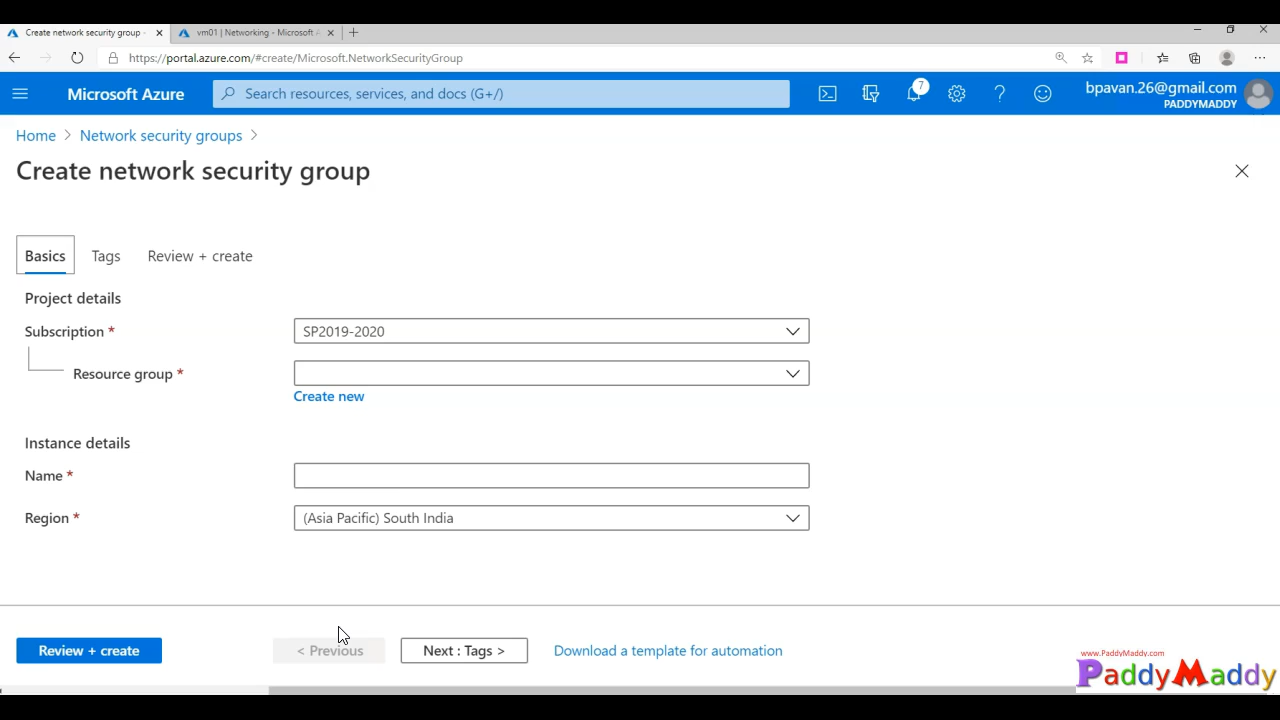 Create network security group -
vm01 | Networking - Microsoft A
https://portal.azure.com/#create/Microsoft.NetworkSecurityGroup
Microsoft Azure
Search resources, services, and docs (G+/)
7
bpavan.26@gmail.com
PADDYMADDY
Home > Network security groups >
Create network security group
Basics
Tags
Review + create
Project details
Subscription *
SP2019-2020
Resource group *
Create new
Instance details
Name *
Region *
(Asia Pacific) South India
Review + create
< Previous
Next : Tags >
Download a template for automation
www.PaddyMaddy.com
PaddyMaddy